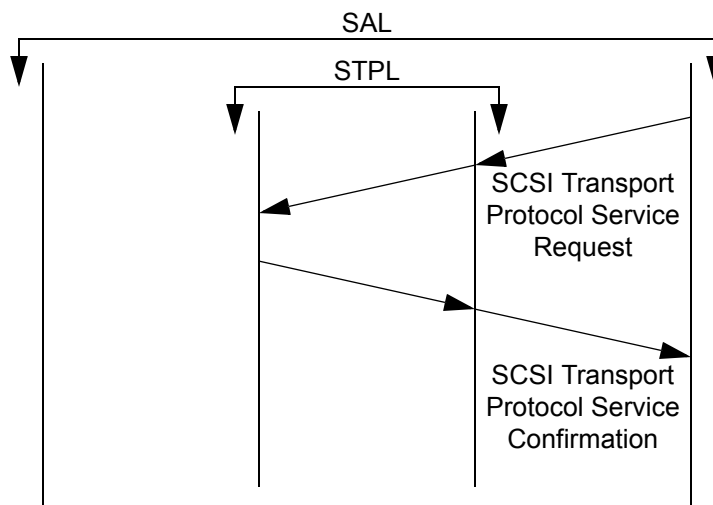 SAL
STPL
SCSI Transport
Protocol Service
Request
SCSI Transport
Protocol Service
Confirmation